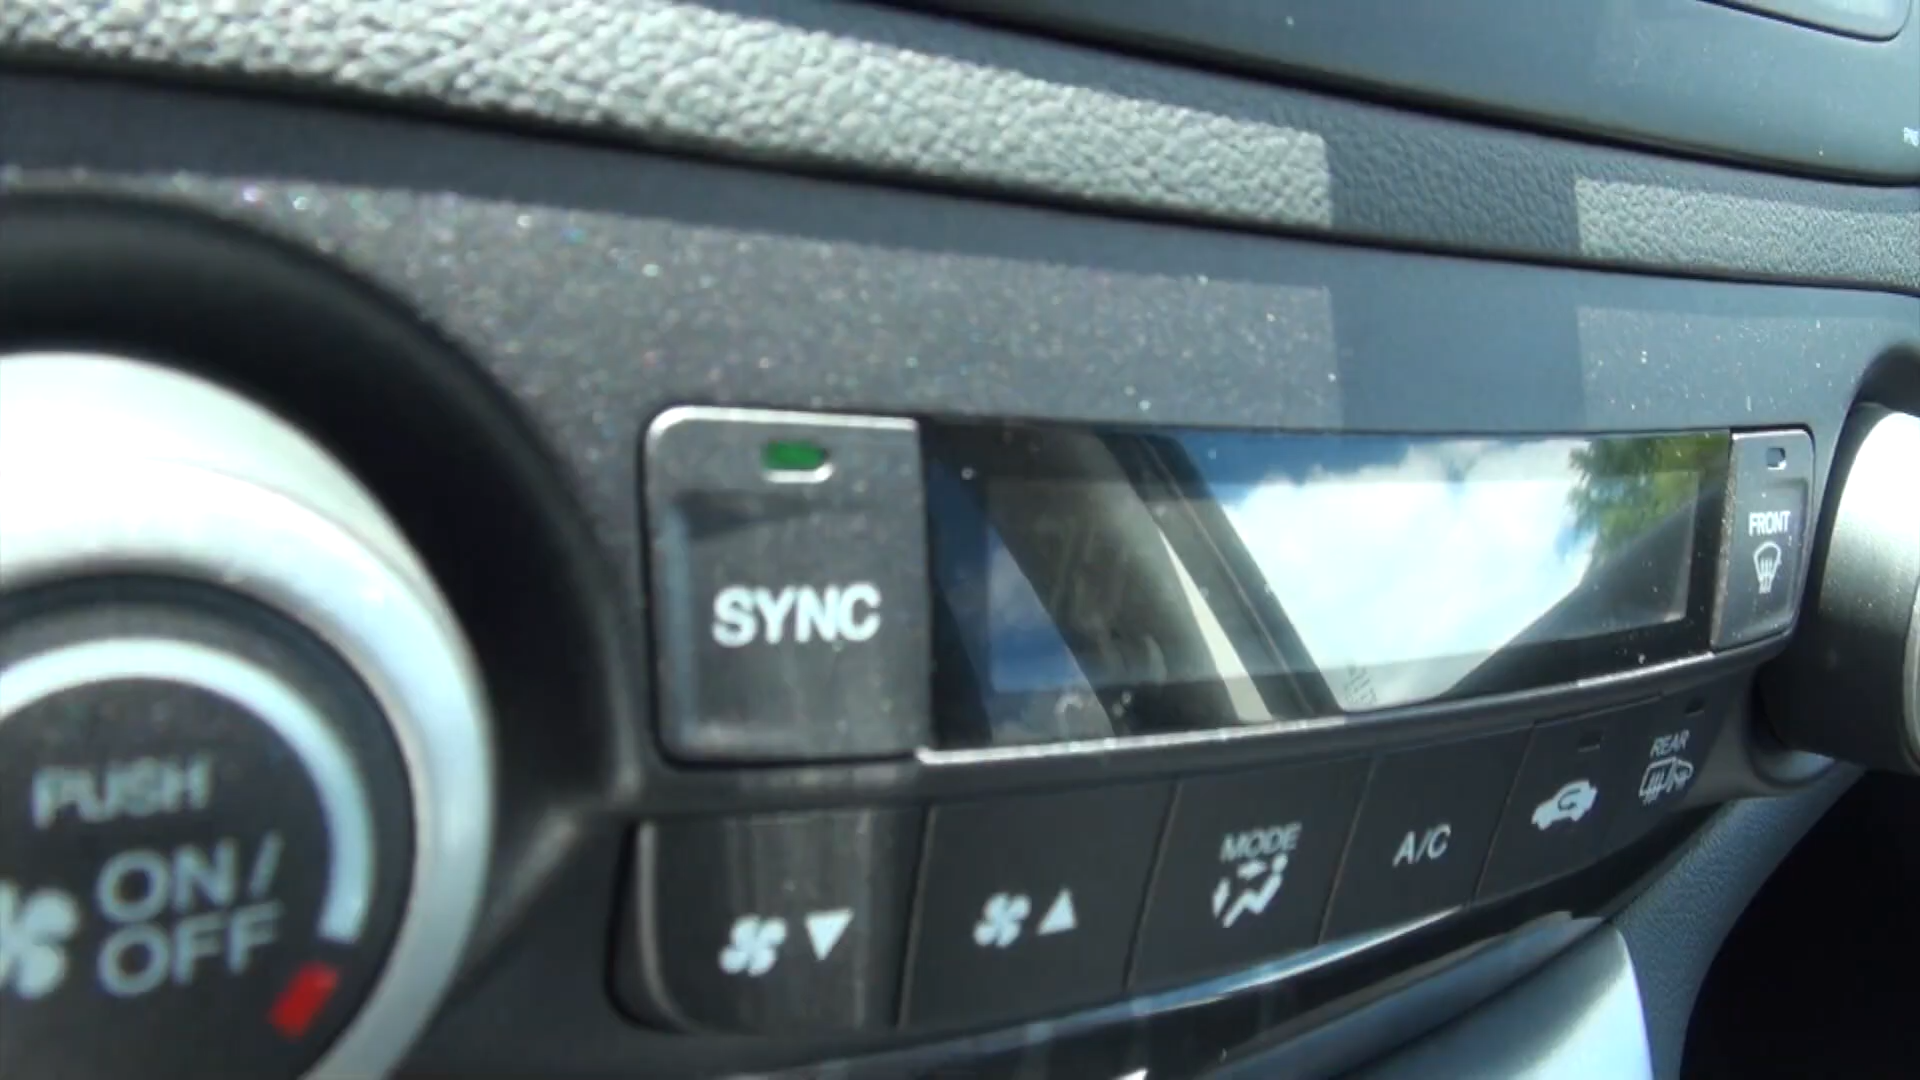 SYNC
FRONT
PUSH
ON/
OFF
MODE
A/C
REAR